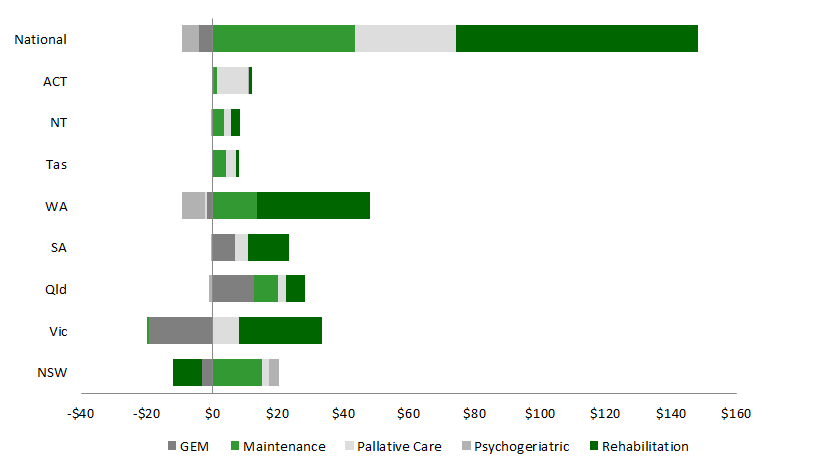 National
ACT
NT
Tas
WA
SA
Qld
Vic
NSW
-$40 -$20 $0 $20 $40 $60 $80 $100 $120 $140 $160
GEM Maintenance Pallative Care Psychogeriatric Rehabilitation